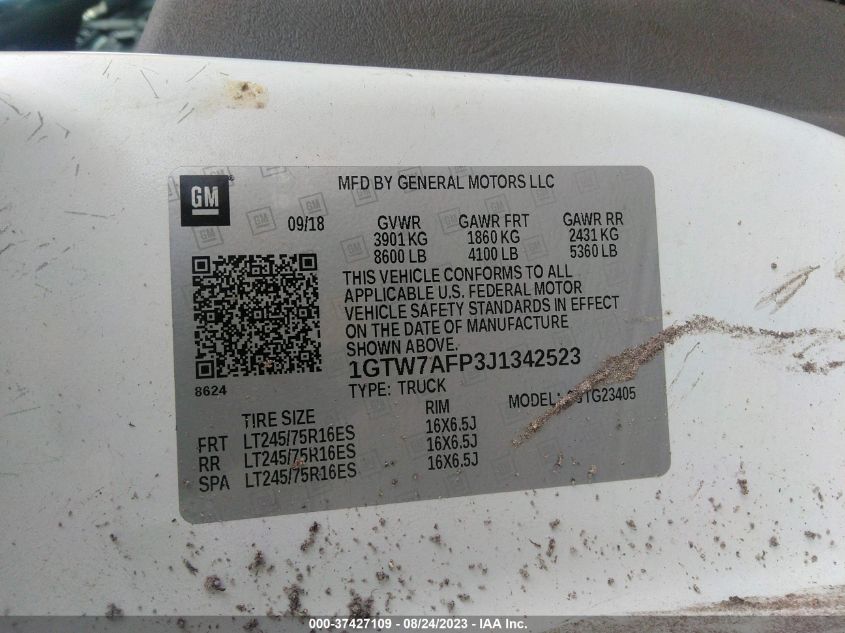 MFD BY GENERAL MOTORS LLC
GM
09/18 GVWR GAWR FRT GAWR RR
3901 KG 1860 KG 2431 KG
8600 LB 4100 LB 5360 LB
THIS VEHICLE CONFORMS TO ALL
APPLICABLE U.S. FEDERAL MOTOR
VEHICLE SAFETY STANDARDS IN EFFECT
ON THE DATE OF MANUFACTURE
SHOWN ABOVE.
1GTW7AFP3J1342523
8624
TYPE: TRUCK MODEL:
TIRE SIZE RIM
FRT LT245/75R16ES 16X6.5J
RR LT245/75R16ES 16X6.5J
SPA LT245/75R16ES 16X6.5J
000-37427109 - 08/24/2023 - IAA Inc.